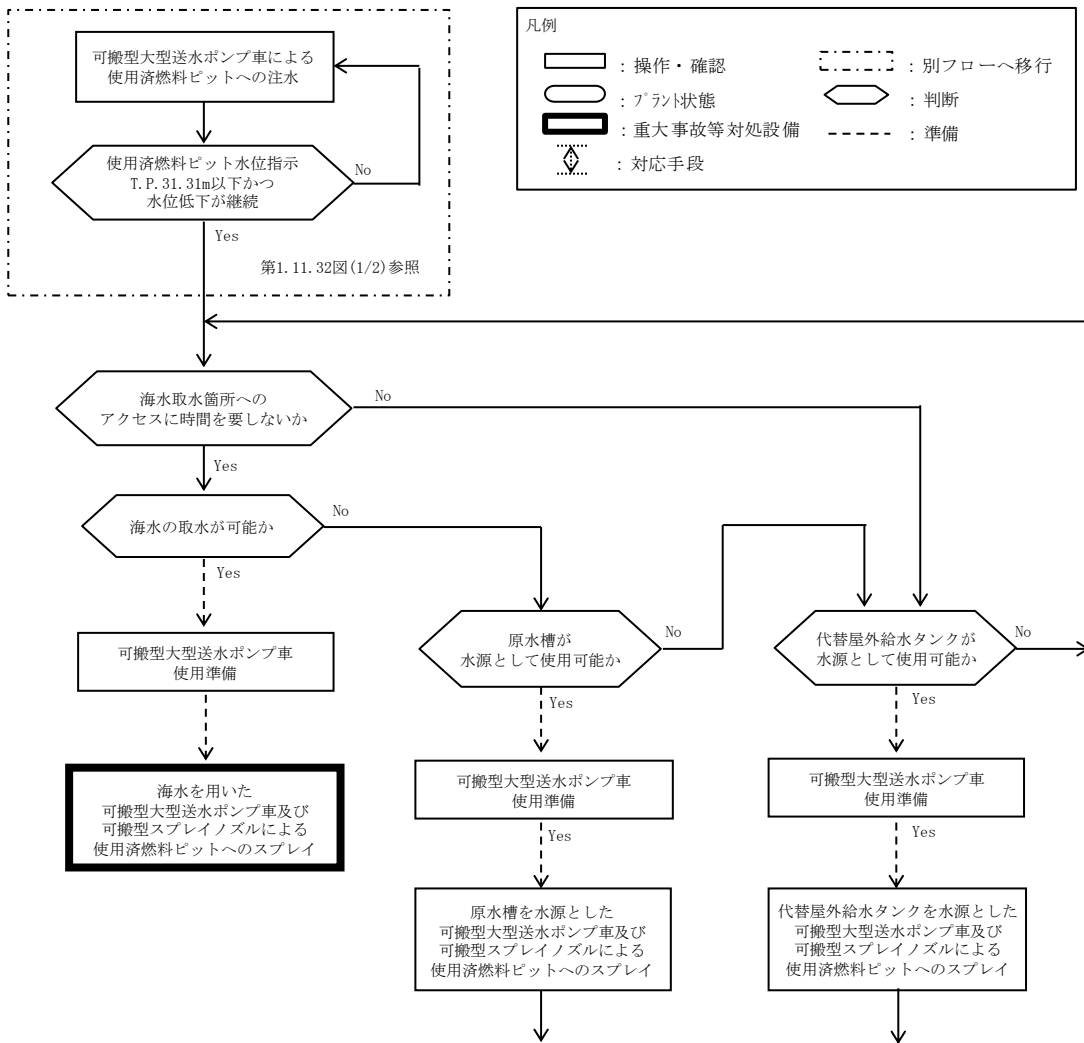 可搬型大型送水ポンプ車による
使用済燃料ピットへの注水
使用済燃料ピット水位指示
T.P.31.31m以下かつ
水位低下が継続
No
Yes
第1.11.32図(1/2)参照
凡例
：操作・確認
：プラント状態
：重大事故等対処設備
：対応手段
：別フローへ移行
：判断
：準備
海水取水箇所への
アクセスに時間を要しないか
No
Yes
海水の取水が可能か
No
Yes
可搬型大型送水ポンプ車
使用準備
海水を用いた
可搬型大型送水ポンプ車及び
可搬型スプレイノズルによる
使用済燃料ピットへのスプレイ
原水槽が
水源として使用可能か
No
Yes
可搬型大型送水ポンプ車
使用準備
Yes
原水槽を水源とした
可搬型大型送水ポンプ車及び
可搬型スプレイノズルによる
使用済燃料ピットへのスプレイ
代替屋外給水タンクが
水源として使用可能か
No
Yes
可搬型大型送水ポンプ車
使用準備
Yes
代替屋外給水タンクを水源とした
可搬型大型送水ポンプ車及び
可搬型スプレイノズルによる
使用済燃料ピットへのスプレイ